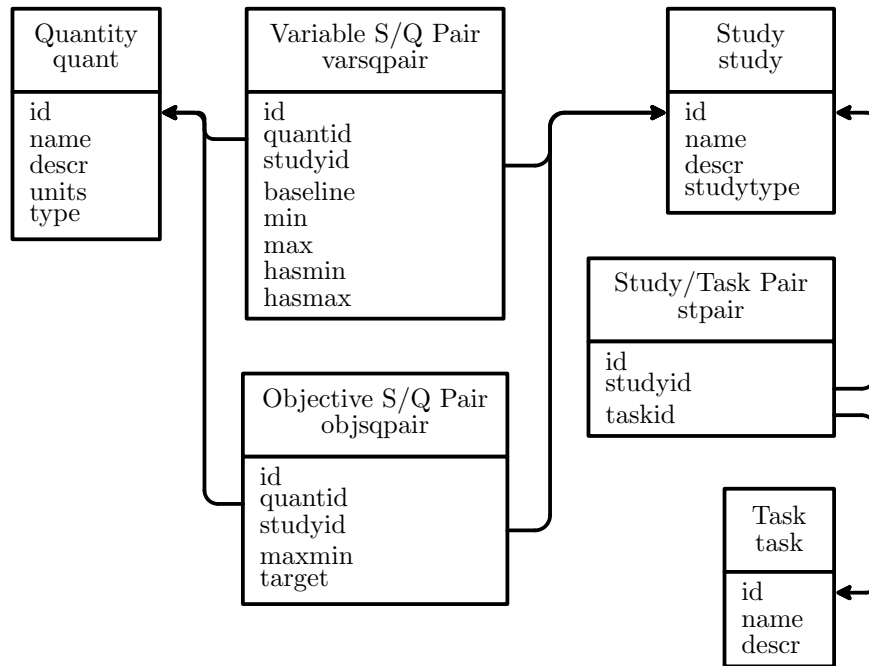 Quantity
quant
id
name
descr
units
type
Variable S/Q Pair
varsqpair
id
quantid
studyid
baseline
min
max
hasmin
hasmax
Study
study
id
name
descr
studytype
Study/Task Pair
stpair
id
studyid
taskid
Objective S/Q Pair
objsqpair
id
quantid
studyid
maxmin
target
Task
task
id
name
descr